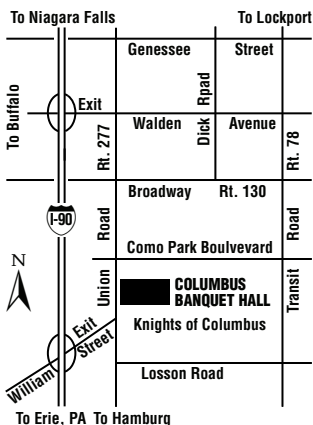 To Niagara Falls
To Lockport
Genessee Street
To Buffalo
Exit
Rt. 277
Dick Rpad
Walden Avenue
Rt. 78
Broadway Rt. 130
I-90
Union Road
Transit Road
Como Park Boulvevard
N
COLUMBUS
BANQUET HALL
Knights of Columbus
Exit
William Street
Losson Road
To Erie, PA To Hamburg